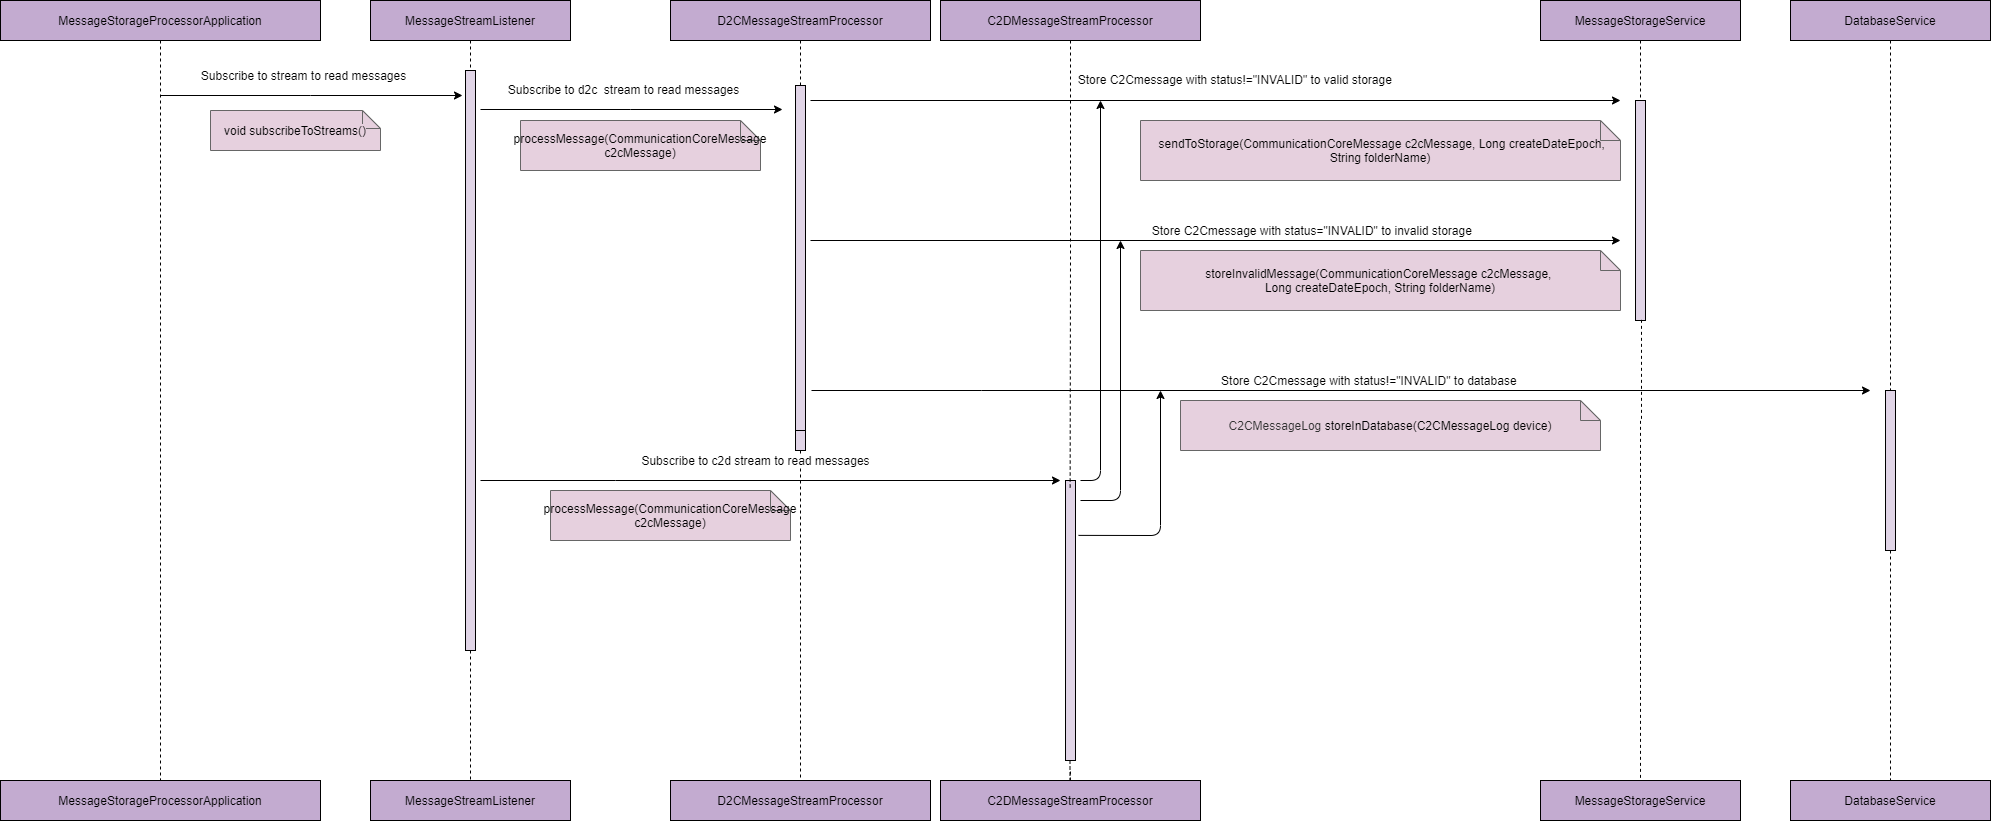 MessageStorageProcessorApplication
MessageStreamListener
D2CMessageStreamProcessor
C2DMessageStreamProcessor
MessageStorageService
DatabaseService
Subscribe to stream to read messages
void subscribeToStreams()
Subscribe to d2c  stream to read messages
processMessage(CommunicationCoreMessage
c2cMessage)
Store C2Cmessage with status!="INVALID" to valid storage
sendToStorage(CommunicationCoreMessage c2cMessage, Long createDateEpoch,
String folderName)
Store C2Cmessage with status="INVALID" to invalid storage
storeInvalidMessage(CommunicationCoreMessage c2cMessage,
Long createDateEpoch, String folderName)
Store C2Cmessage with status!="INVALID" to database
C2CMessageLog storeInDatabase(C2CMessageLog device)
Subscribe to c2d stream to read messages
processMessage(CommunicationCoreMessage
c2cMessage)
MessageStorageProcessorApplication
MessageStreamListener
D2CMessageStreamProcessor
C2DMessageStreamProcessor
MessageStorageService
DatabaseService